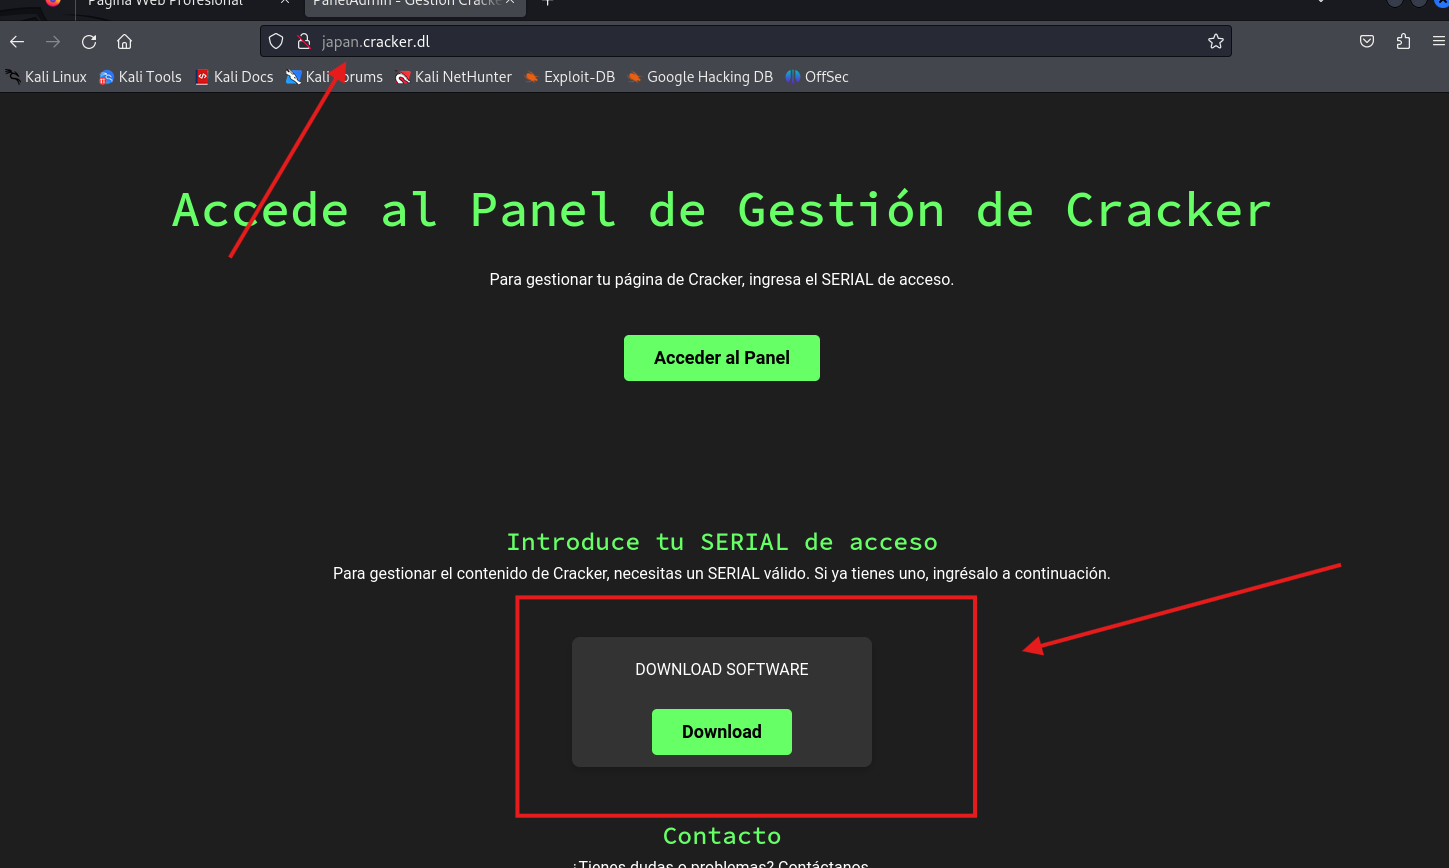 Página Web Profesional
PanelAdmin - Gestión Cracke
japan.cracker.dl
Kali Linux Kali Tools Kali Docs Kali Forums Kali NetHunter Exploit-DB Google Hacking DB OffSec
Accede al Panel de Gestión de Cracker
Para gestionar tu página de Cracker, ingresa el SERIAL de acceso.
Acceder al Panel
Introduce tu SERIAL de acceso
Para gestionar el contenido de Cracker, necesitas un SERIAL válido. Si ya tienes uno, ingrésalo a continuación.
DOWNLOAD SOFTWARE
Download
Contacto
¿Tienes dudas o problemas? Contáctanos